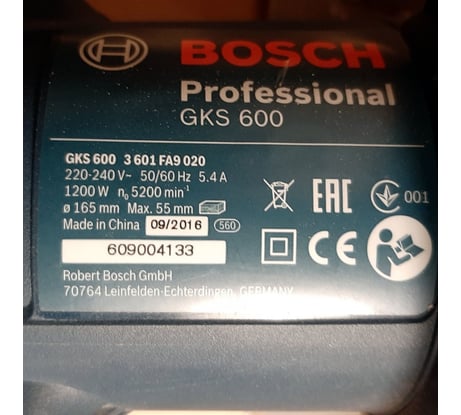 BOSCH
Professional
GKS 600
GKS 600 3 601 FA9 020
220-240 V~ 50/60 Hz 5.4 A
1200 W n₀ 5200 min⁻¹
ø 165 mm Max. 55 mm
Made in China 09/2016 560
609004133
Robert Bosch GmbH
70764 Leinfelden-Echterdingen, GERMANY
EAC 001
CE